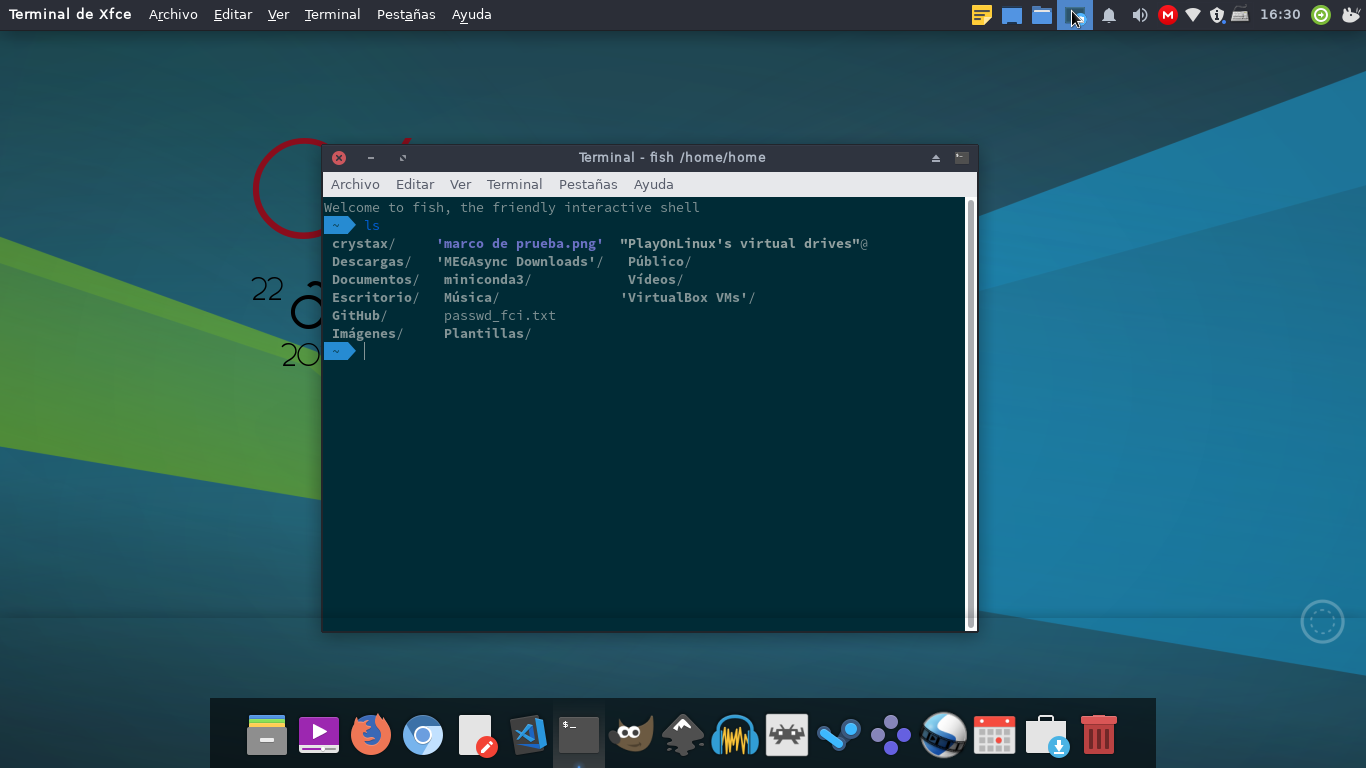 Terminal de Xfce Archivo Editar Ver Terminal Pestañas Ayuda 16:30
Terminal - fish /home/home
Archivo Editar Ver Terminal Pestañas Ayuda
Welcome to fish, the friendly interactive shell
~ ls
crystax/ 'marco de prueba.png' "PlayOnLinux's virtual drives"@
Descargas/ 'MEGAsync Downloads'/ Público/
Documentos/ miniconda3/ Vídeos/
Escritorio/ Música/ 'VirtualBox VMs'/
GitHub/ passwd_fci.txt
Imágenes/ Plantillas/
~
22
20